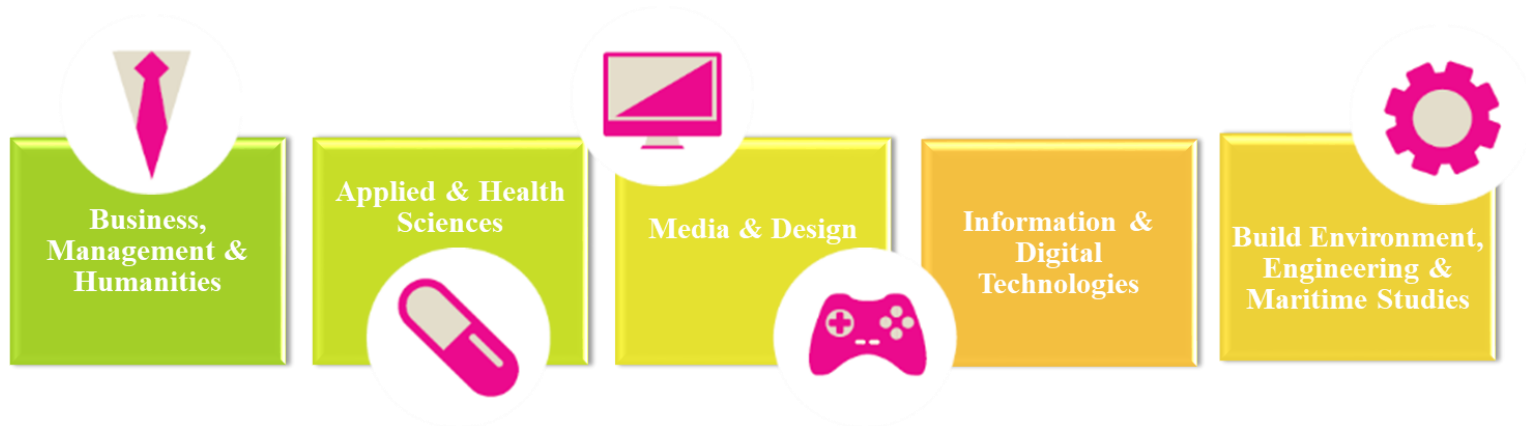 Business,
Management &
Humanities
Applied & Health
Sciences
Media & Design
Information &
Digital
Technologies
Build Environment,
Engineering &
Maritime Studies